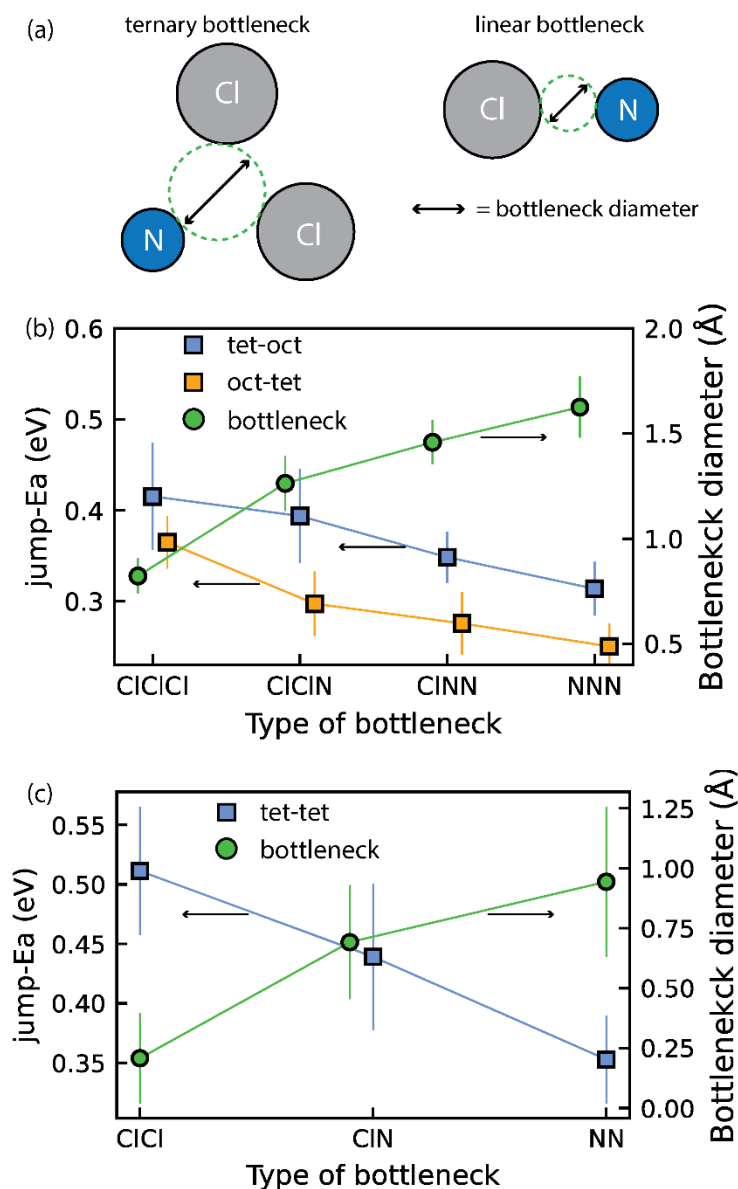 (a)
ternary bottleneck
linear bottleneck
Cl
Cl
N
N
Cl
= bottleneck diameter
(b)
0.6
2.0
tet-oct
oct-tet
bottleneck
0.5
1.5
0.4
1.0
0.3
0.5
jump-Ea (eV)
Bottlenekck diameter (Å)
ClClCl
ClClN
ClNN
NNN
Type of bottleneck
(c)
tet-tet
bottleneck
0.55
1.25
0.50
1.00
0.45
0.75
0.40
0.50
0.35
0.25
0.00
jump-Ea (eV)
Bottlenekck diameter (Å)
ClCl
ClN
NN
Type of bottleneck